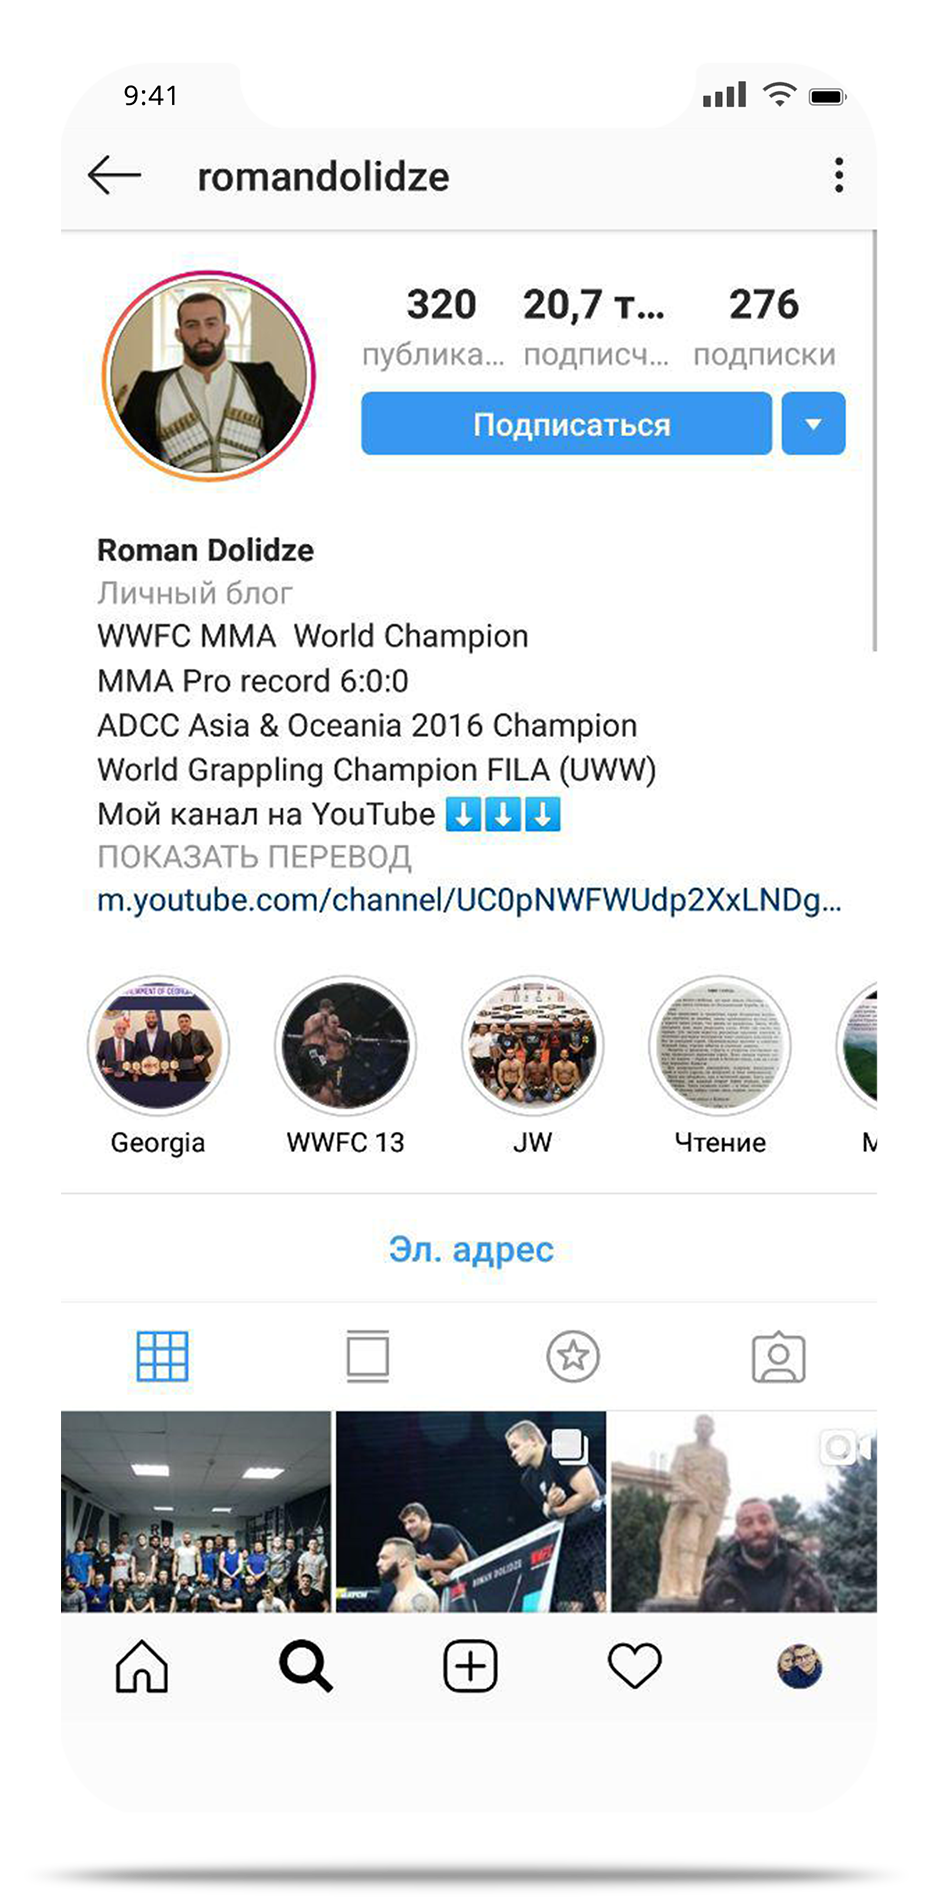 9:41
romandolidze
320 20,7 т... 276
публика... подписч... подписки
Подписаться
Roman Dolidze
Личный блог
WWFC MMA World Champion
MMA Pro record 6:0:0
ADCC Asia & Oceania 2016 Champion
World Grappling Champion FILA (UWW)
Мой канал на YouTube ⬇️⬇️⬇️
ПОКАЗАТЬ ПЕРЕВОД
m.youtube.com/channel/UC0pNWFWUdp2XxLNDg...
Georgia WWFC 13 JW Чтение
Эл. адрес
ROMAN DOLIDZE